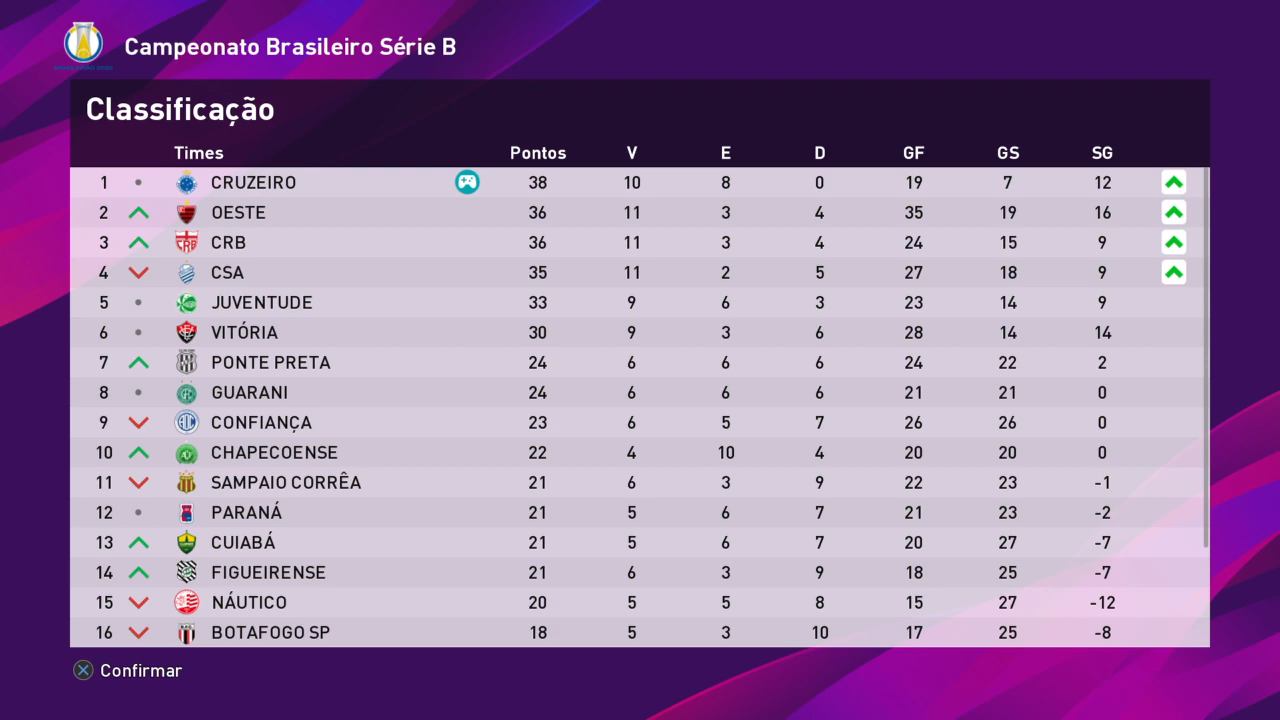 Campeonato Brasileiro Série B
Classificação
Times Pontos V E D GF GS SG
1 CRUZEIRO 38 10 8 0 19 7 12
2 OESTE 36 11 3 4 35 19 16
3 CRB 36 11 3 4 24 15 9
4 CSA 35 11 2 5 27 18 9
5 JUVENTUDE 33 9 6 3 23 14 9
6 VITÓRIA 30 9 3 6 28 14 14
7 PONTE PRETA 24 6 6 6 24 22 2
8 GUARANI 24 6 6 6 21 21 0
9 CONFIANÇA 23 6 5 7 26 26 0
10 CHAPECOENSE 22 4 10 4 20 20 0
11 SAMPAIO CORRÊA 21 6 3 9 22 23 -1
12 PARANÁ 21 5 6 7 21 23 -2
13 CUIABÁ 21 5 6 7 20 27 -7
14 FIGUEIRENSE 21 6 3 9 18 25 -7
15 NÁUTICO 20 5 5 8 15 27 -12
16 BOTAFOGO SP 18 5 3 10 17 25 -8
Confirmar